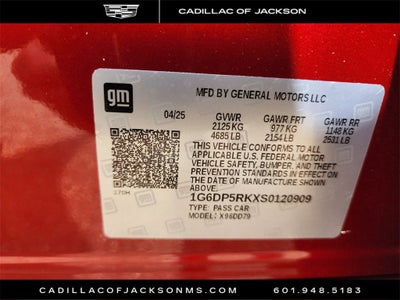 CADILLAC OF JACKSON
gm
MFD BY GENERAL MOTORS LLC
04/25 GVWR GAWR FRT GAWR RR
2125 KG 977 KG 1148 KG
4685 LB 2154 LB 2531 LB
THIS VEHICLE CONFORMS TO ALL APPLICABLE
U.S. FEDERAL MOTOR VEHICLE
SAFETY, BUMPER, AND THEFT
PREVENTION STANDARDS IN EFFECT
ON THE DATE OF MANUFACTURE
SHOWN ABOVE.
1G6DP5RKXS0120909
TYPE: PASS CAR
MODEL: X96DD79
CADILLACOFJACKSONMS.COM 601.948.5183